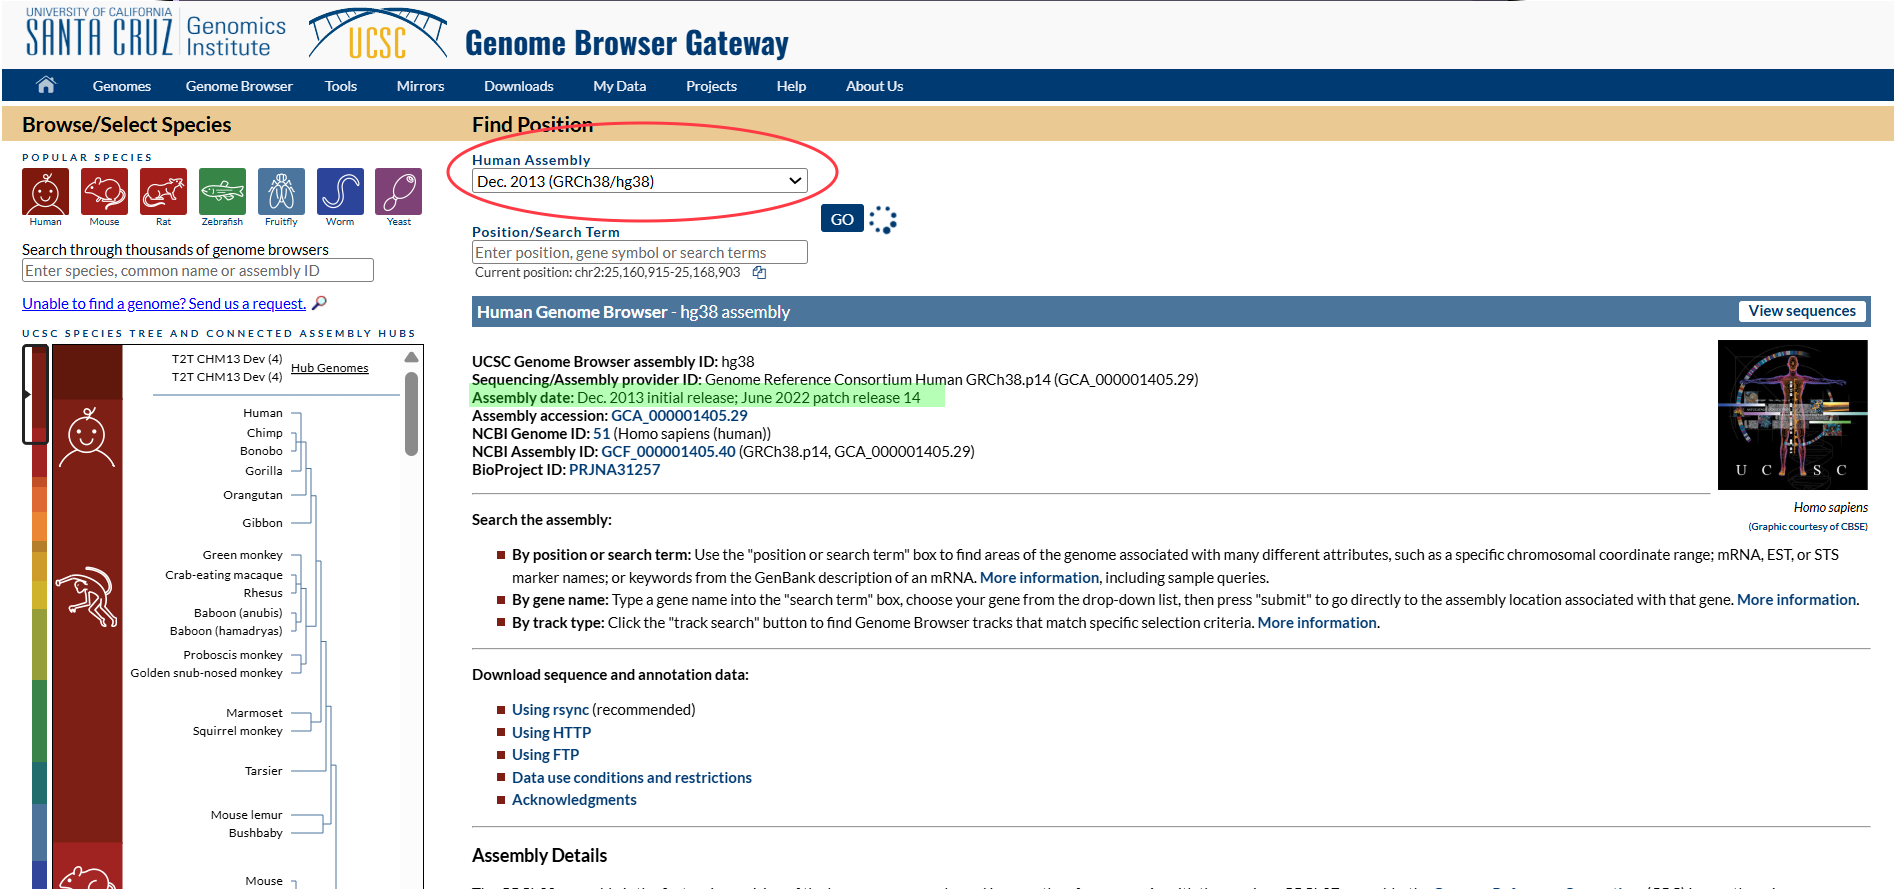 UNIVERSITY OF CALIFORNIA
SANTA CRUZ
Genomics
Institute
UCSC
Genome Browser Gateway
Genomes Genome Browser Tools Mirrors Downloads My Data Projects Help About Us
Browse/Select Species
POPULAR SPECIES
Human Mouse Rat Zebrafish Fruitfly Worm Yeast
Search through thousands of genome browsers
Enter species, common name or assembly ID
Unable to find a genome? Send us a request.
UCSC SPECIES TREE AND CONNECTED ASSEMBLY HUBS
T2T CHM13 Dev (4)
T2T CHM13 Dev (4)
Hub Genomes
Human
Chimp
Bonobo
Gorilla
Orangutan
Gibbon
Green monkey
Crab-eating macaque
Rhesus
Baboon (anubis)
Baboon (hamadryas)
Proboscis monkey
Golden snub-nosed monkey
Marmoset
Squirrel monkey
Tarsier
Mouse lemur
Bushbaby
Mouse
Find Position
Human Assembly
Dec. 2013 (GRCh38/hg38)
GO
Position/Search Term
Enter position, gene symbol or search terms
Current position: chr2:25,160,915-25,168,903
Human Genome Browser - hg38 assembly
View sequences
UCSC Genome Browser assembly ID: hg38
Sequencing/Assembly provider ID: Genome Reference Consortium Human GRCh38.p14 (GCA_000001405.29)
Assembly date: Dec. 2013 initial release; June 2022 patch release 14
Assembly accession: GCA_000001405.29
NCBI Genome ID: 51 (Homo sapiens (human))
NCBI Assembly ID: GCF_000001405.40 (GRCh38.p14, GCA_000001405.29)
BioProject ID: PRJNA31257
U C S C
Homo sapiens
(Graphic courtesy of CBSE)
Search the assembly:
By position or search term: Use the "position or search term" box to find areas of the genome associated with many different attributes, such as a specific chromosomal coordinate range; mRNA, EST, or STS
marker names; or keywords from the GenBank description of an mRNA. More information, including sample queries.
By gene name: Type a gene name into the "search term" box, choose your gene from the drop-down list, then press "submit" to go directly to the assembly location associated with that gene. More information.
By track type: Click the "track search" button to find Genome Browser tracks that match specific selection criteria. More information.
Download sequence and annotation data:
Using rsync (recommended)
Using HTTP
Using FTP
Data use conditions and restrictions
Acknowledgments
Assembly Details